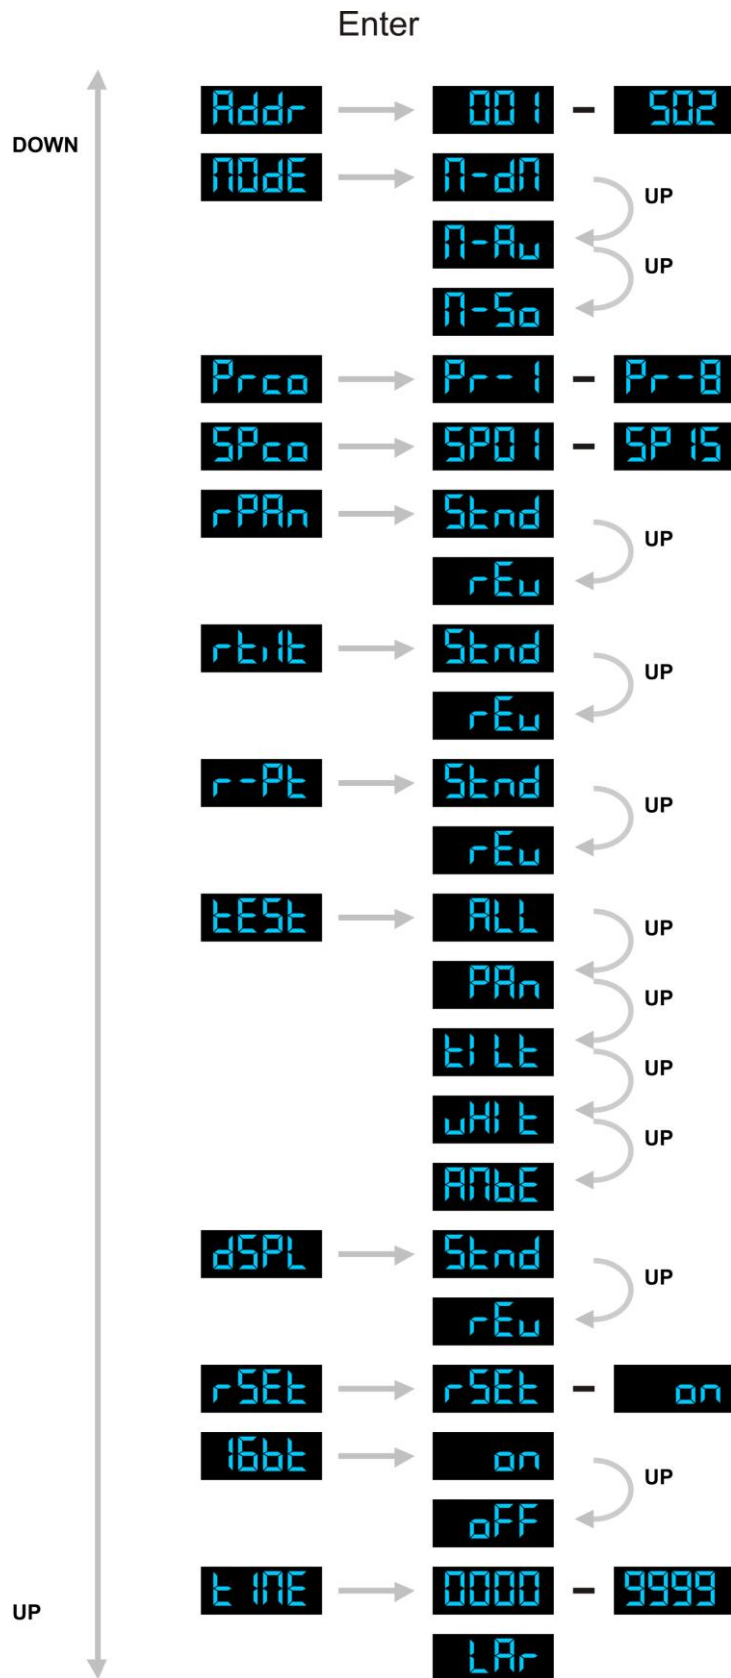 Enter
Addr 001 - 502
DOWN
MOdE M-dM
UP
M-Au
UP
M-So
Prco Pr-1 - Pr-8
SPco SP01 - SP15
rPAn Stnd
UP
rEu
rtilt Stnd
UP
rEu
r-Pt Stnd
UP
rEu
tESt ALL
UP
PAn
UP
tILt
UP
uHIt
UP
AMbE
dSPL Stnd
UP
rEu
rSEt rSEt - on
16bt on
UP
oFF
tIME 0000 - 9999
UP
LAr